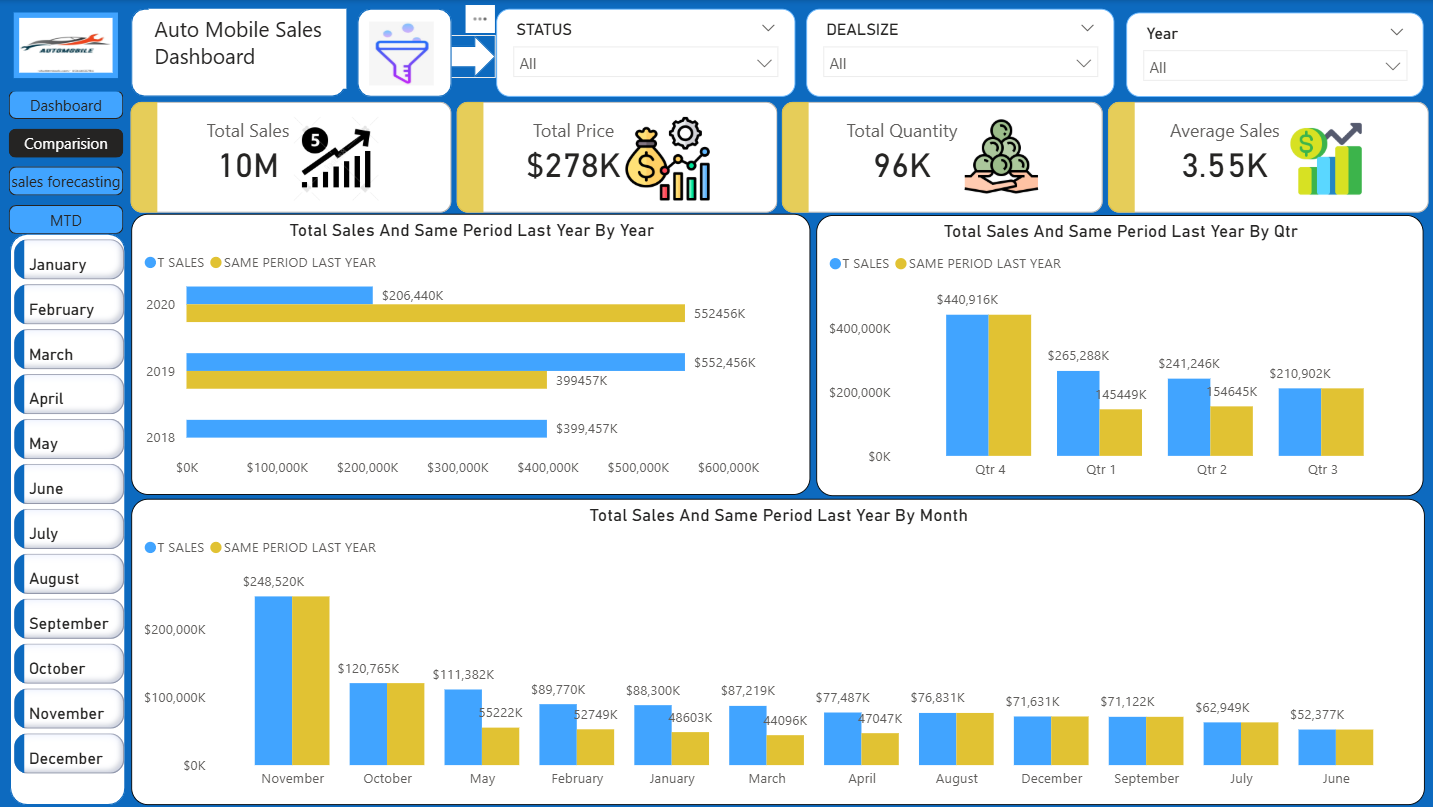 AUTOMOBILE
Auto Mobile Sales
Dashboard
...
STATUS
All
DEALSIZE
All
Year
All
Dashboard
Comparision
sales forecasting
MTD
January
February
March
April
May
June
July
August
September
October
November
December
Total Sales
10M
5
Total Price
$278K
$
Total Quantity
96K
Average Sales
3.55K
$
Total Sales And Same Period Last Year By Year
T SALES SAME PERIOD LAST YEAR
2020 $206,440K
552456K
2019 $552,456K
399457K
2018 $399,457K
$0K $100,000K $200,000K $300,000K $400,000K $500,000K $600,000K
Total Sales And Same Period Last Year By Qtr
T SALES SAME PERIOD LAST YEAR
$440,916K
$400,000K
$265,288K
$241,246K
$210,902K
$200,000K
145449K
154645K
$0K
Qtr 4 Qtr 1 Qtr 2 Qtr 3
Total Sales And Same Period Last Year By Month
T SALES SAME PERIOD LAST YEAR
$248,520K
$200,000K
$120,765K
$111,382K
$100,000K
$89,770K
$88,300K
$87,219K
$77,487K
$76,831K
$71,631K
$71,122K
$62,949K
$52,377K
55222K
52749K
48603K
44096K
47047K
$0K
November October May February January March April August December September July June